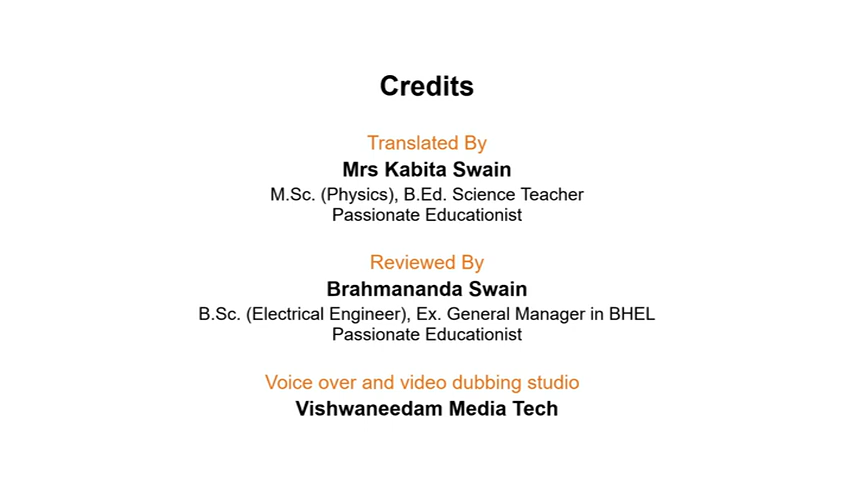 Credits
Translated By
Mrs Kabita Swain
M.Sc. (Physics), B.Ed. Science Teacher
Passionate Educationist
Reviewed By
Brahmananda Swain
B.Sc. (Electrical Engineer), Ex. General Manager in BHEL
Passionate Educationist
Voice over and video dubbing studio
Vishwaneedam Media Tech